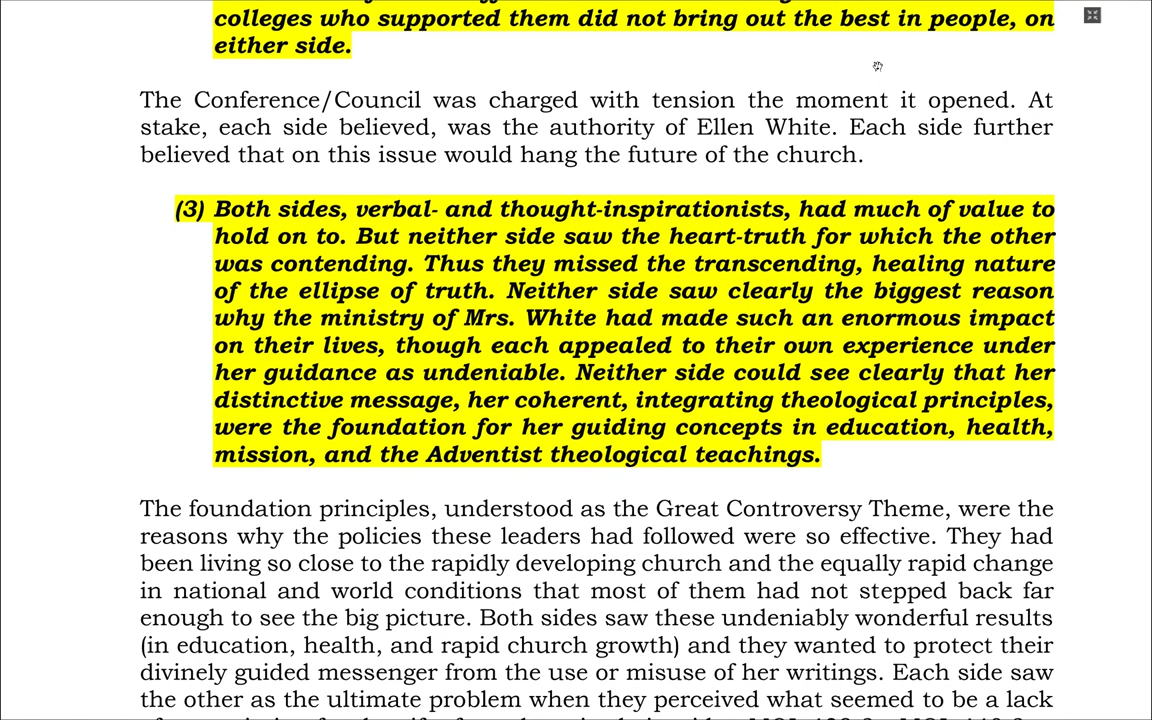 colleges who supported them did not bring out the best in people, on
either side.
The Conference/Council was charged with tension the moment it opened. At
stake, each side believed, was the authority of Ellen White. Each side further
believed that on this issue would hang the future of the church.
(3) Both sides, verbal- and thought-inspirationists, had much of value to
hold on to. But neither side saw the heart-truth for which the other
was contending. Thus they missed the transcending, healing nature
of the ellipse of truth. Neither side saw clearly the biggest reason
why the ministry of Mrs. White had made such an enormous impact
on their lives, though each appealed to their own experience under
her guidance as undeniable. Neither side could see clearly that her
distinctive message, her coherent, integrating theological principles,
were the foundation for her guiding concepts in education, health,
mission, and the Adventist theological teachings.
The foundation principles, understood as the Great Controversy Theme, were the
reasons why the policies these leaders had followed were so effective. They had
been living so close to the rapidly developing church and the equally rapid change
in national and world conditions that most of them had not stepped back far
enough to see the big picture. Both sides saw these undeniably wonderful results
(in education, health, and rapid church growth) and they wanted to protect their
divinely guided messenger from the use or misuse of her writings. Each side saw
the other as the ultimate problem when they perceived what seemed to be a lack